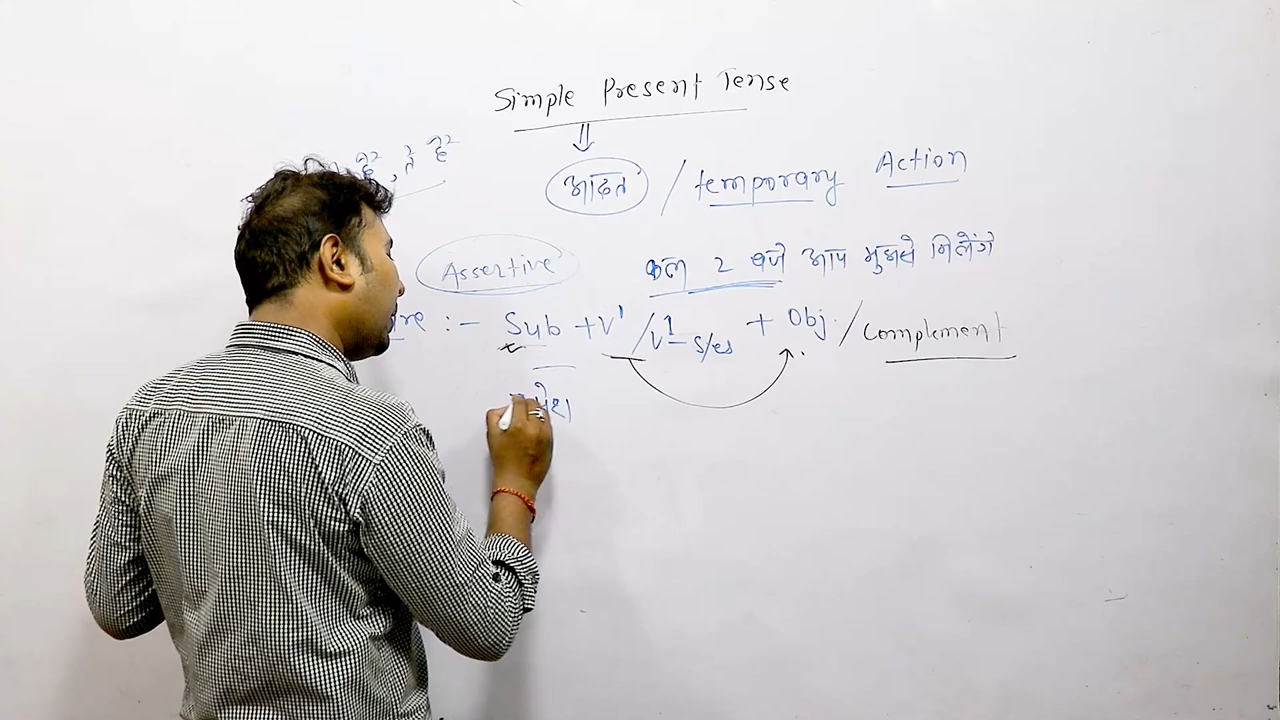 Simple Present Tense
है, ते है
आदत / temporary Action
Assertive
कल 2 बजे आप मुझसे मिलेंगे
:- Sub + V¹ / V1 - s/es + Obj. / Complement